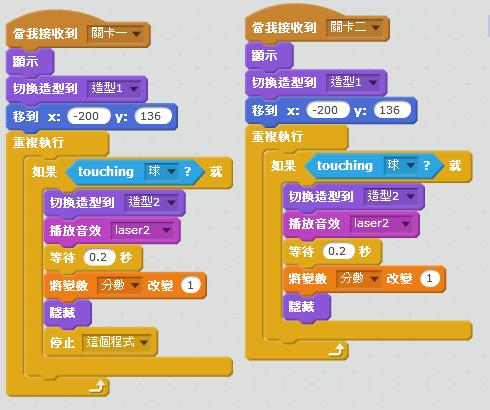 當我接收到 關卡一
顯示
切換造型到 造型1
移到 x: -200 y: 136
重複執行
如果 touching 球 ? 就
切換造型到 造型2
播放音效 laser2
等待 0.2 秒
將變數 分數 改變 1
隱藏
停止 這個程式
當我接收到 關卡二
顯示
切換造型到 造型1
移到 x: -200 y: 136
重複執行
如果 touching 球 ? 就
切換造型到 造型2
播放音效 laser2
等待 0.2 秒
將變數 分數 改變 1
隱藏